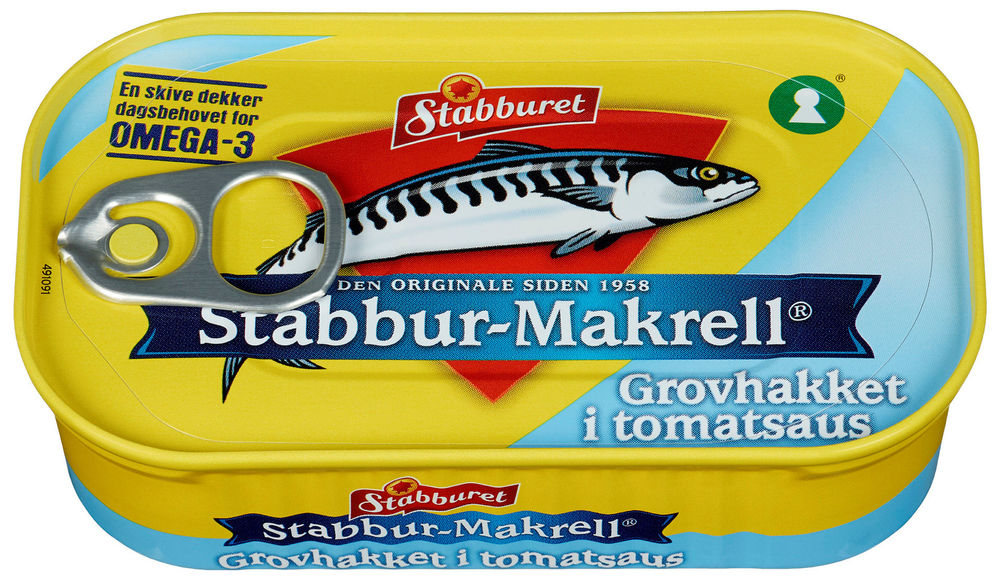 En skive dekker
dagsbehovet for
OMEGA-3
Stabburet
®
DEN ORIGINALE SIDEN 1958
Stabbur-Makrell®
Grovhakket
i tomatsaus
491091
Stabburet
Stabbur-Makrell®
Grovhakket i tomatsaus